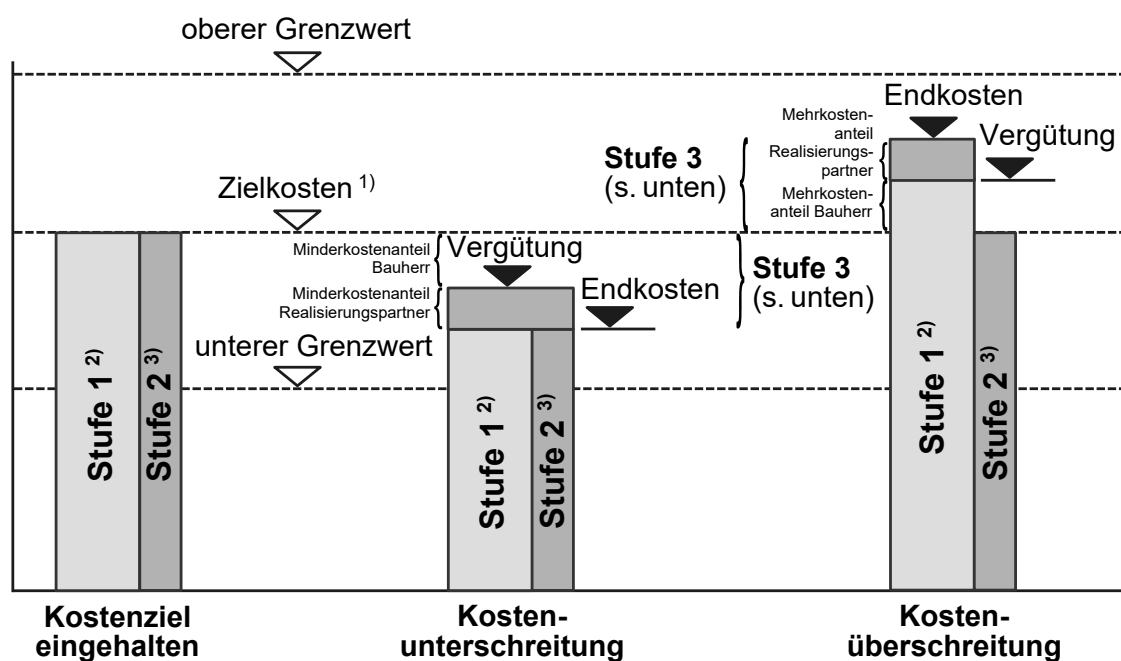 oberer Grenzwert
Zielkosten 1)
unterer Grenzwert
Stufe 1 2)
Stufe 2 3)
Kostenziel
eingehalten
Minderkostenanteil
Bauherr
Minderkostenanteil
Realisierungspartner
Vergütung
Endkosten
Stufe 3
(s. unten)
Stufe 1 2)
Stufe 2 3)
Kosten-
unterschreitung
Stufe 3
(s. unten)
Mehrkosten-
anteil
Realisierungs-
partner
Mehrkosten-
anteil Bauherr
Endkosten
Vergütung
Stufe 1 2)
Stufe 2 3)
Kosten-
überschreitung